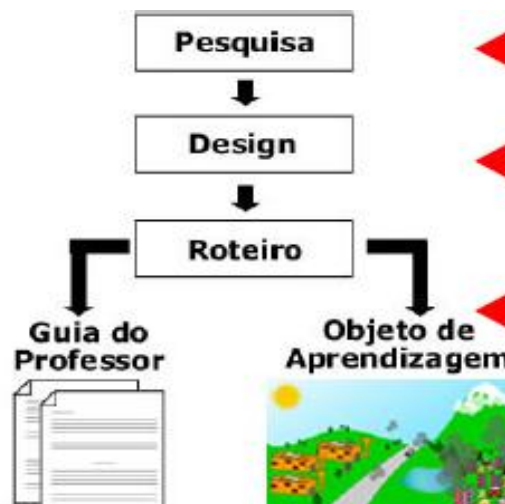 Pesquisa
Design
Roteiro
Guia do
Professor
Objeto de
Aprendizagem